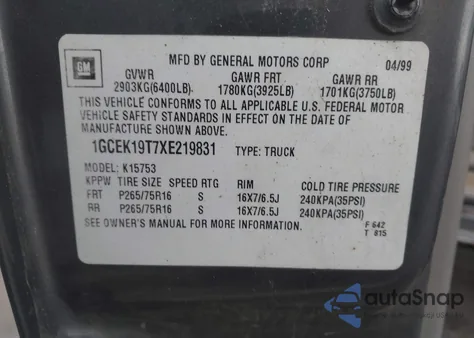 GM
MFD BY GENERAL MOTORS CORP 04/99
GVWR GAWR FRT GAWR RR
2903KG(6400LB) 1780KG(3925LB) 1701KG(3750LB)
THIS VEHICLE CONFORMS TO ALL APPLICABLE U.S. FEDERAL MOTOR
VEHICLE SAFETY STANDARDS IN EFFECT ON THE DATE OF
MANUFACTURE SHOWN ABOVE.
1GCEK19T7XE219831 TYPE: TRUCK
MODEL: K15753
KPPW TIRE SIZE SPEED RTG RIM COLD TIRE PRESSURE
FRT P265/75R16 S 16X7/6.5J 240KPA(35PSI)
RR P265/75R16 S 16X7/6.5J 240KPA(35PSI)
SEE OWNER'S MANUAL FOR MORE INFORMATION.
F 642
T 815
autoSnap